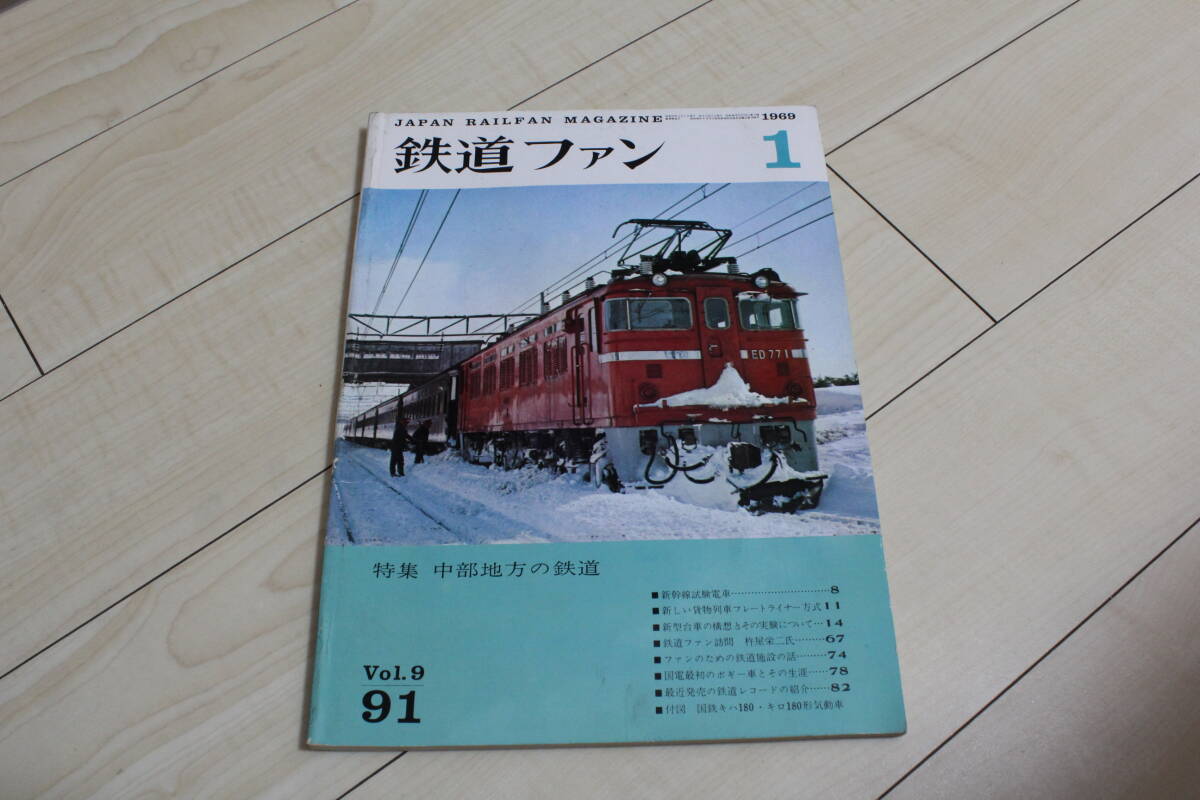 JAPAN RAILFAN MAGAZINE 1969
鉄道ファン 1
ED 77 1
特集 中部地方の鉄道
■新幹線試験電車……………………8
■新しい貨物列車フレートライナー方式11
■新型台車の構想とその実験について…14
■鉄道ファン訪問 杵屋栄二氏………67
■ファンのための鉄道施設の話………74
■国電最初のボギー車とその生涯……78
■最近発売の鉄道レコードの紹介……82
■付図 国鉄キハ180・キロ180形気動車
Vol.9
91